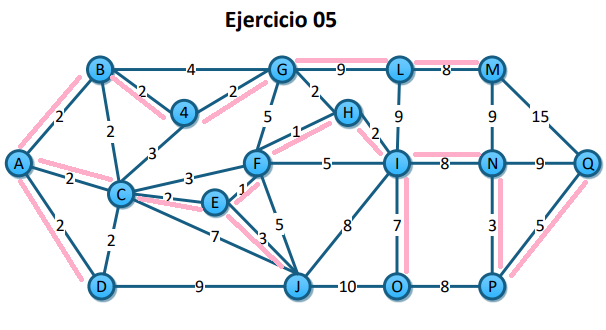 Ejercicio 05
B 4 G 9 L 8 M
2 2 2 2 15
4 H
2 5 1 2 9 9
3
A 2 3 F 5 I 8 N 9 Q
C 2 E 1
2 2 7 3 5 8 7 3 5
D 9 J 10 O 8 P